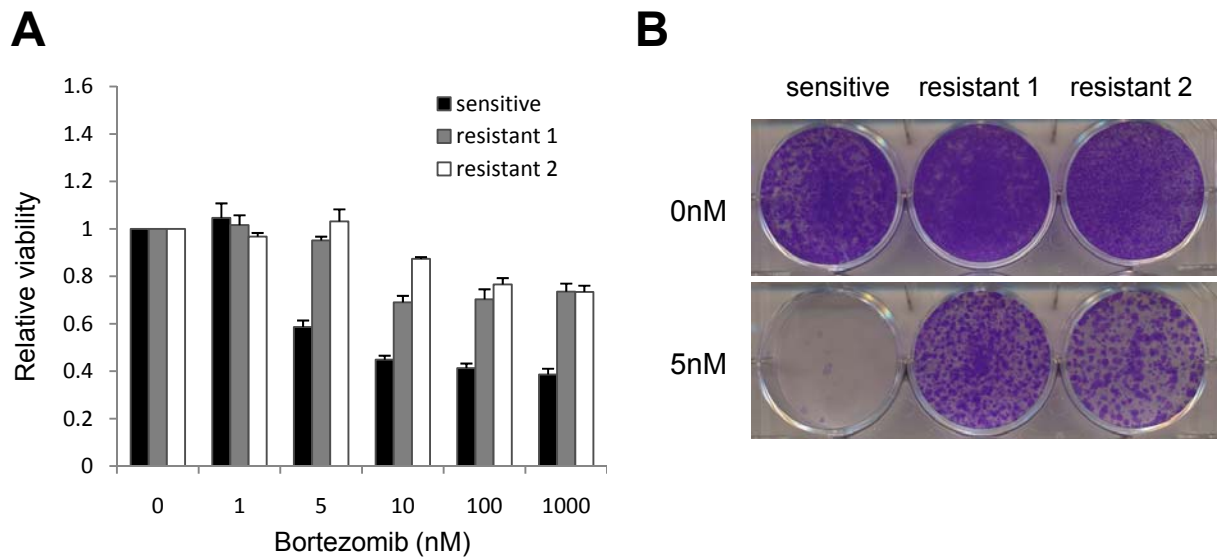 A
1.6
1.4
1.2
1
0.8
0.6
0.4
0.2
0
Relative viability
sensitive
resistant 1
resistant 2
0 1 5 10 100 1000
Bortezomib (nM)
B
sensitive resistant 1 resistant 2
0nM
5nM